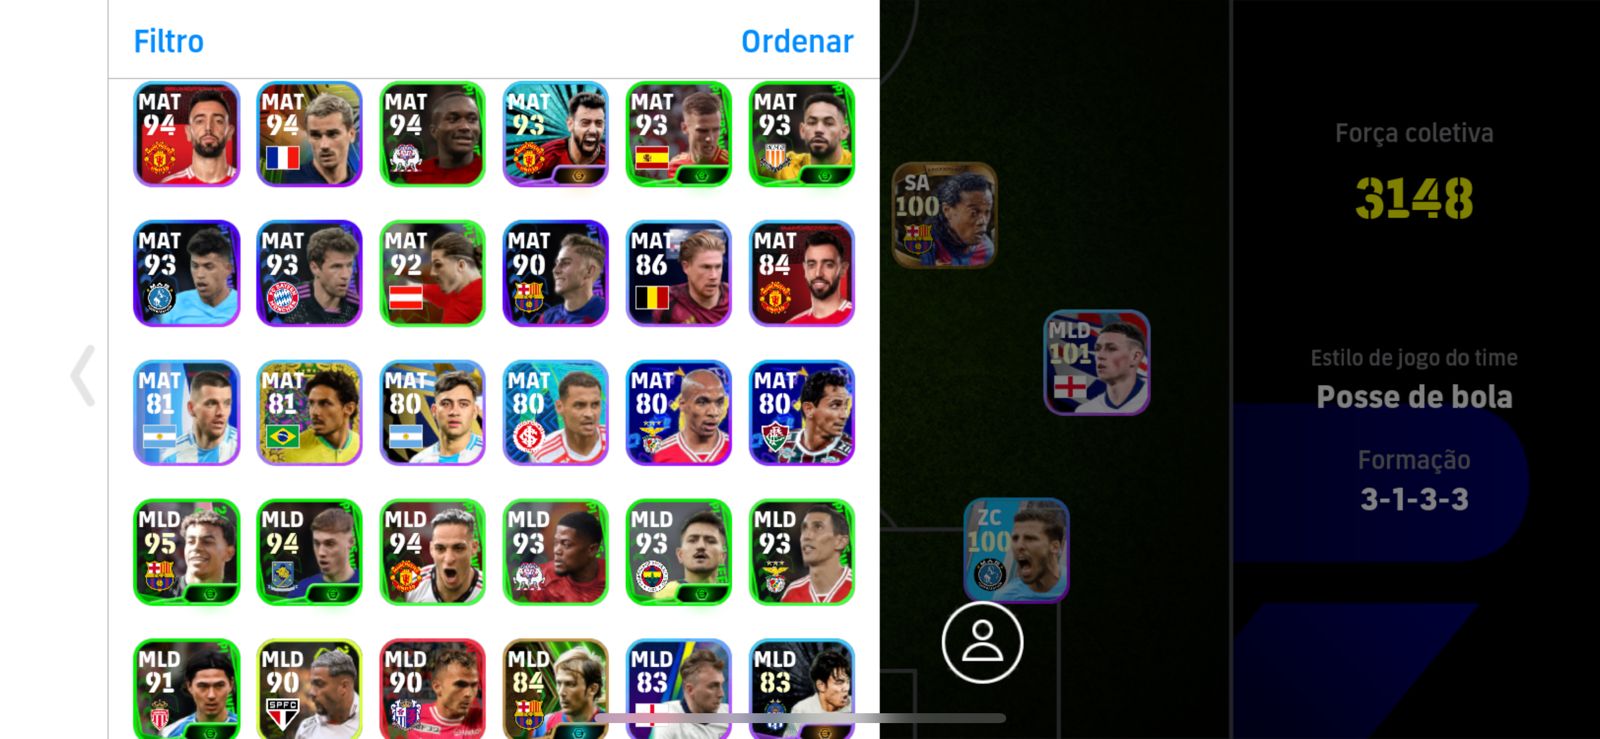 Filtro
Ordenar
MAT 94
MAT 94
MAT 94
MAT 93
MAT 93
MAT 93
MAT 93
MAT 93
MAT 92
MAT 90
MAT 86
MAT 84
MAT 81
MAT 81
MAT 80
MAT 80
MAT 80
MAT 80
MLD 95
MLD 94
MLD 94
MLD 93
MLD 93
MLD 93
MLD 91
MLD 90
SPFC
MLD 90
MLD 84
MLD 83
MLD 83
SA 100
MLD 101
ZC 100
Força coletiva
3148
Estilo de jogo do time
Posse de bola
Formação
3-1-3-3